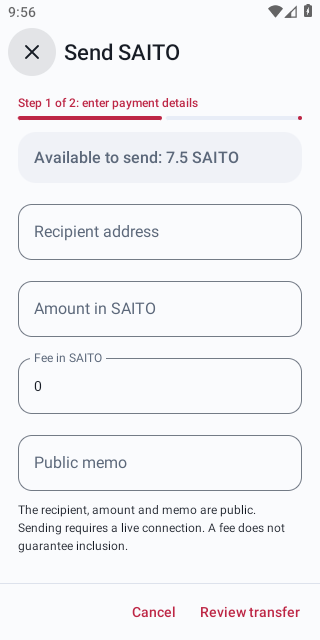 9:56
Send SAITO
Step 1 of 2: enter payment details
Available to send: 7.5 SAITO
Recipient address
Amount in SAITO
Fee in SAITO
0
Public memo
The recipient, amount and memo are public.
Sending requires a live connection. A fee does not
guarantee inclusion.
Cancel
Review transfer